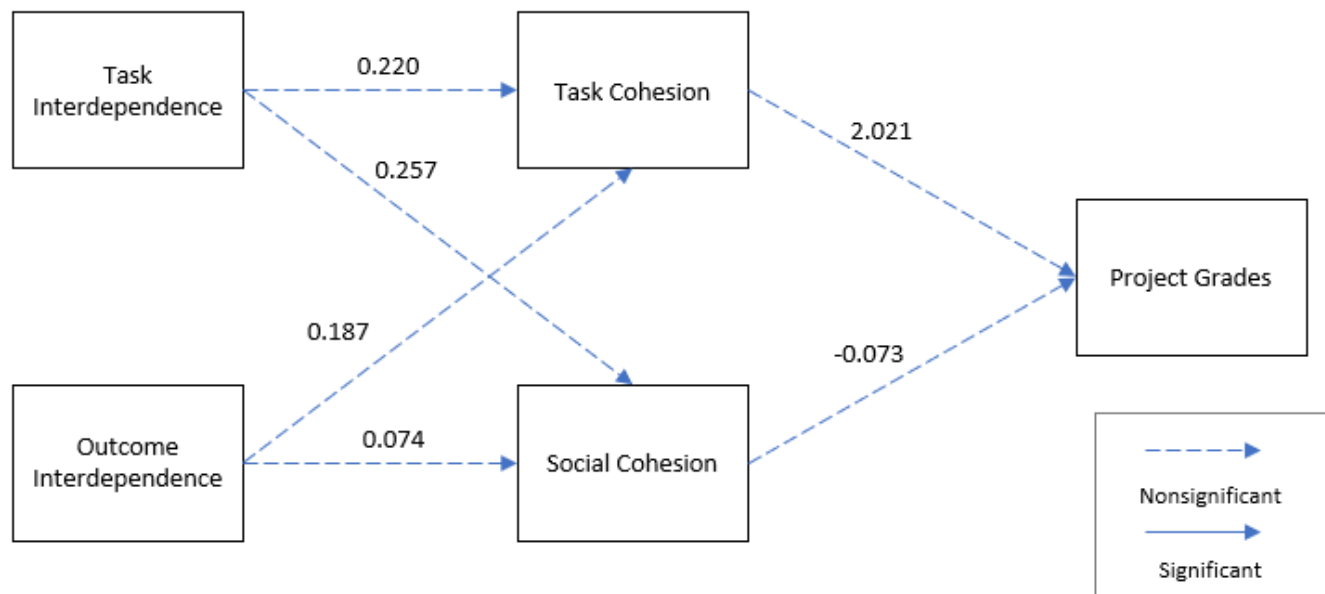 Task
Interdependence
0.220
Task Cohesion
2.021
0.257
Project Grades
0.187
-0.073
Outcome
Interdependence
0.074
Social Cohesion
Nonsignificant
Significant